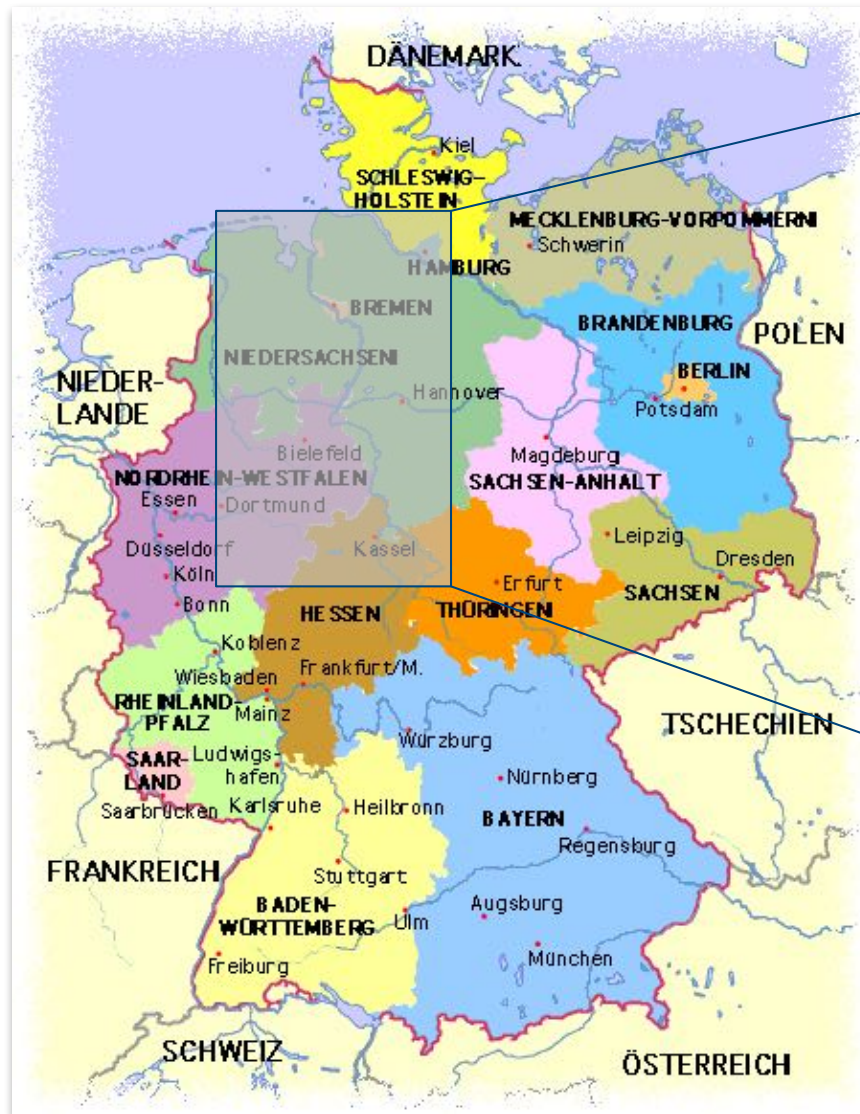 DÄNEMARK
Kiel
SCHLESWIG-
HOLSTEIN
MECKLENBURG-VORPOMMERN
Schwerin
HAMBURG
BREMEN
BRANDENBURG
POLEN
NIEDERSACHSEN
BERLIN
NIEDER-
LANDE
Hannover
Potsdam
Bielefeld
Magdeburg
NORDRHEIN-WESTFALEN
SACHSEN-ANHALT
Essen
Dortmund
Düsseldorf
Kassel
Leipzig
Dresden
Köln
Erfurt
SACHSEN
Bonn
HESSEN
THÜRINGEN
Koblenz
Wiesbaden
Frankfurt/M.
RHEINLAND-
PFALZ
Mainz
TSCHECHIEN
Würzburg
SAAR-
LAND
Ludwigs-
hafen
Nürnberg
Saarbrücken
Karlsruhe
Heilbronn
BAYERN
Regensburg
FRANKREICH
Stuttgart
BADEN-
WÜRTTEMBERG
Ulm
Augsburg
München
Freiburg
SCHWEIZ
ÖSTERREICH